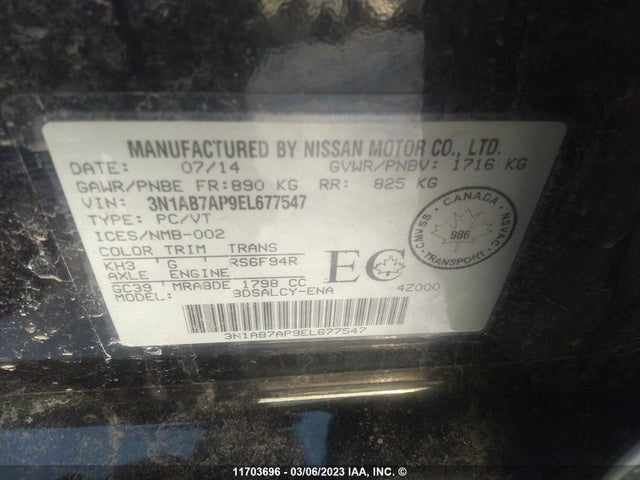 MANUFACTURED BY NISSAN MOTOR CO., LTD.
DATE: 07/14 GVWR/PNBV: 1716 KG
GAWR/PNBE FR: 890 KG RR: 825 KG
VIN: 3N1AB7AP9EL677547
TYPE: PC/VT
ICES/NMB-002
COLOR TRIM TRANS
KH3 G RS6F94R
AXLE ENGINE
GC39 MRA8DE 1798 CC
MODEL: BDSALCY-ENA
EC
4Z000
CANADA
CMVSS NSVAC
986
TRANSPORT
3N1AB7AP9EL677547
11703696 - 03/06/2023 IAA, INC. ©